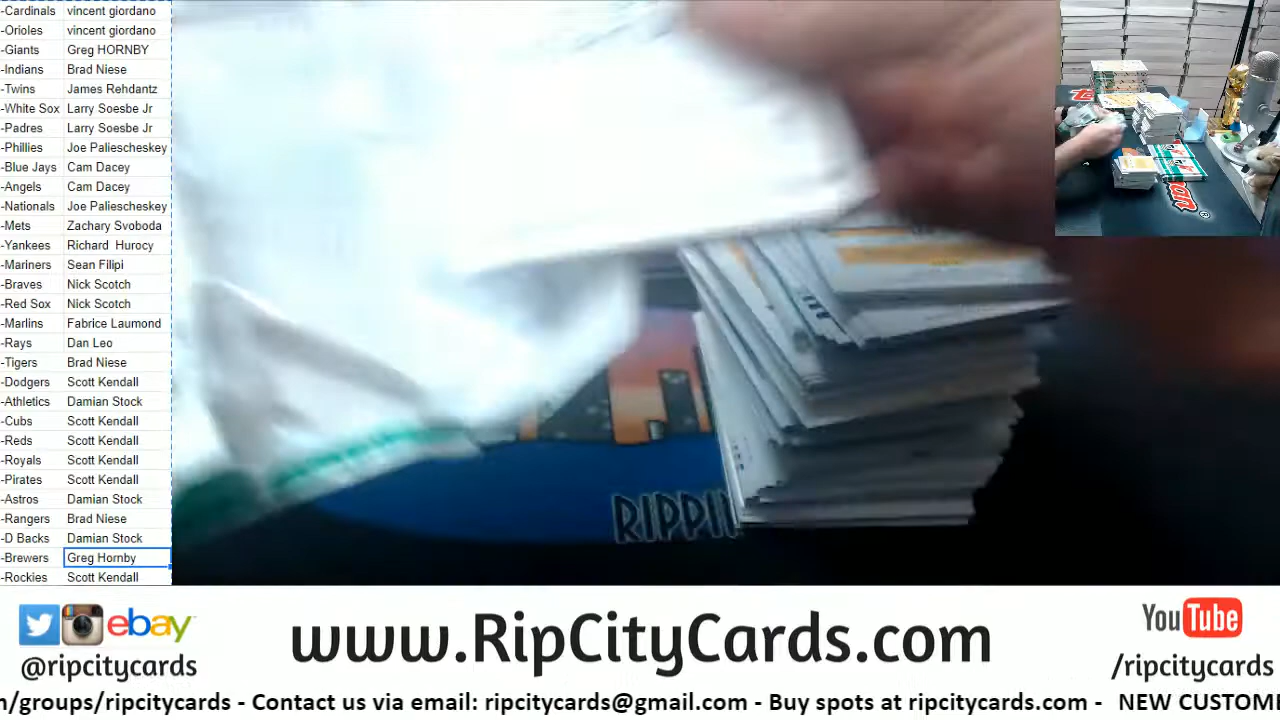 -Cardinals vincent giordano
-Orioles vincent giordano
-Giants Greg HORNBY
-Indians Brad Niese
-Twins James Rehdantz
-White Sox Larry Soesbe Jr
-Padres Larry Soesbe Jr
-Phillies Joe Paliescheskey
-Blue Jays Cam Dacey
-Angels Cam Dacey
-Nationals Joe Paliescheskey
-Mets Zachary Svoboda
-Yankees Richard Hurocy
-Mariners Sean Filipi
-Braves Nick Scotch
-Red Sox Nick Scotch
-Marlins Fabrice Laumond
-Rays Dan Leo
-Tigers Brad Niese
-Dodgers Scott Kendall
-Athletics Damian Stock
-Cubs Scott Kendall
-Reds Scott Kendall
-Royals Scott Kendall
-Pirates Scott Kendall
-Astros Damian Stock
-Rangers Brad Niese
-D Backs Damian Stock
-Brewers Greg Hornby
-Rockies Scott Kendall
RIPPI
ebay
@ripcitycards
www.RipCityCards.com
YouTube
/ripcitycards
n/groups/ripcitycards - Contact us via email: ripcitycards@gmail.com - Buy spots at ripcitycards.com - NEW CUSTOM